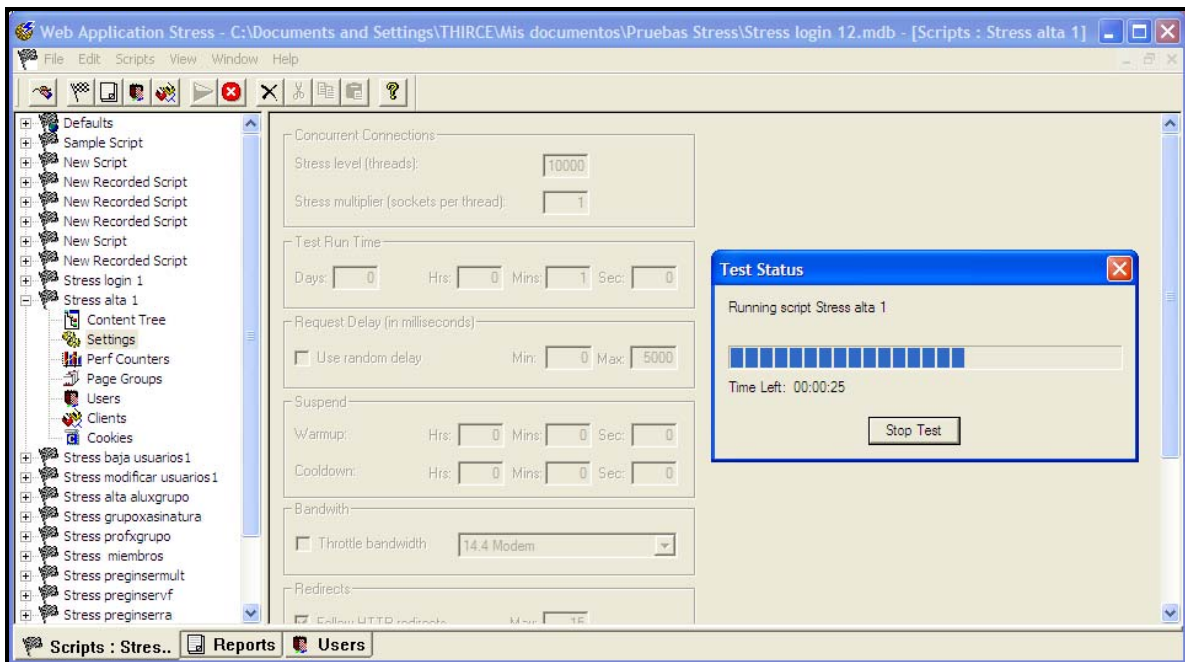 Web Application Stress - C:\Documents and Settings\THIRCE\Mis documentos\Pruebas Stress\Stress login 12.mdb - [Scripts : Stress alta 1]
File Edit Scripts View Window Help
Defaults
Sample Script
New Script
New Recorded Script
New Recorded Script
New Recorded Script
New Script
New Recorded Script
Stress login 1
Stress alta 1
Content Tree
Settings
Perf Counters
Page Groups
Users
Clients
Cookies
Stress baja usuarios1
Stress modificar usuarios1
Stress alta aluxgrupo
Stress grupoxasinatura
Stress profxgrupo
Stress miembros
Stress preginsermult
Stress preginservf
Stress preginserra
Concurrent Connections
Stress level (threads): 10000
Stress multiplier (sockets per thread): 1
Test Run Time
Days: 0 Hrs: 0 Mins: 1 Sec: 0
Request Delay (in milliseconds)
Use random delay Min: 0 Max: 5000
Suspend
Warmup: Hrs: 0 Mins: 0 Sec: 0
Cooldown: Hrs: 0 Mins: 0 Sec: 0
Bandwith
Throttle bandwidth 14.4 Modem
Redirects
Follow HTTP redirects Max: 15
Test Status
Running script Stress alta 1
Time Left: 00:00:25
Stop Test
Scripts : Stres.. Reports Users